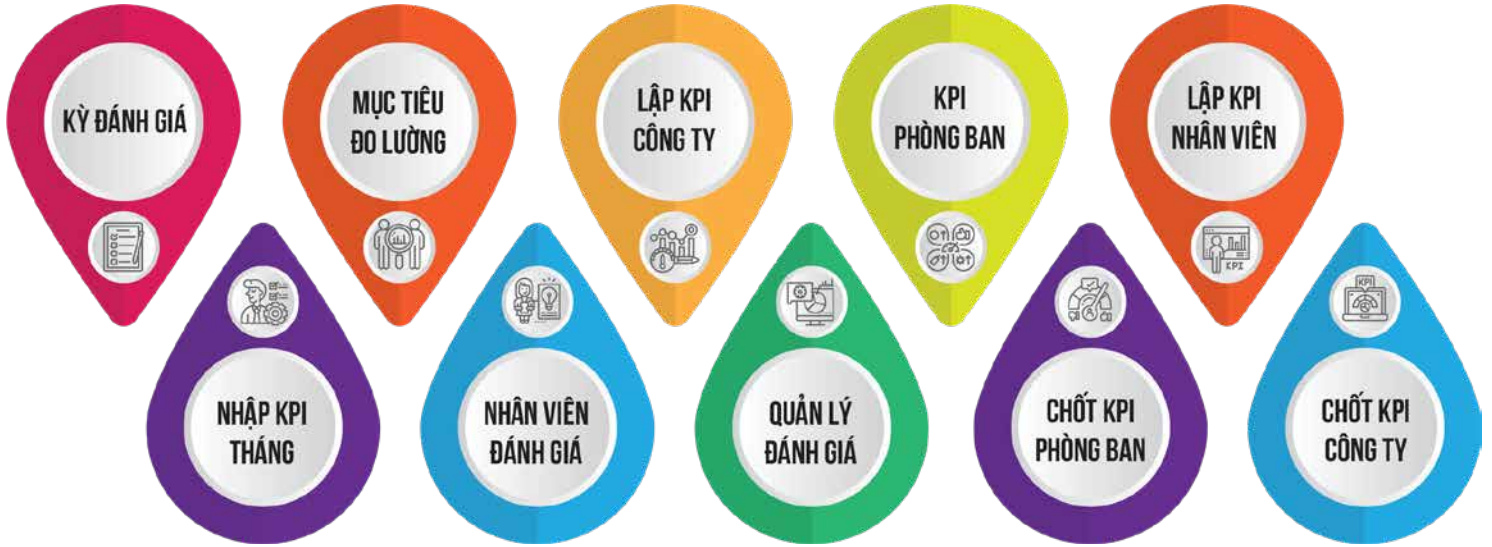 KỲ ĐÁNH GIÁ
MỤC TIÊU
ĐO LƯỜNG
LẬP KPI
CÔNG TY
KPI
PHÒNG BAN
LẬP KPI
NHÂN VIÊN
KPI
NHẬP KPI
THÁNG
NHÂN VIÊN
ĐÁNH GIÁ
QUẢN LÝ
ĐÁNH GIÁ
CHỐT KPI
PHÒNG BAN
KPI
CHỐT KPI
CÔNG TY